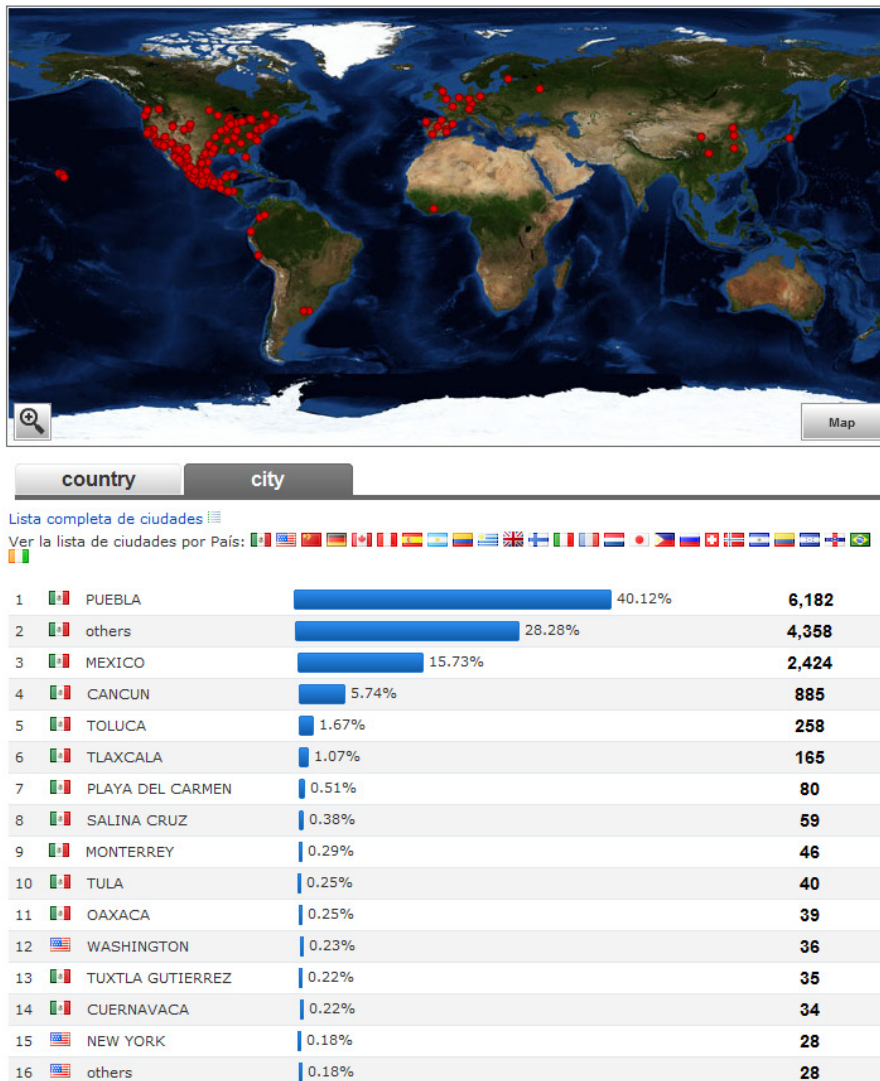 Map
country city
Lista completa de ciudades
Ver la lista de ciudades por País:
1 PUEBLA 40.12% 6,182
2 others 28.28% 4,358
3 MEXICO 15.73% 2,424
4 CANCUN 5.74% 885
5 TOLUCA 1.67% 258
6 TLAXCALA 1.07% 165
7 PLAYA DEL CARMEN 0.51% 80
8 SALINA CRUZ 0.38% 59
9 MONTERREY 0.29% 46
10 TULA 0.25% 40
11 OAXACA 0.25% 39
12 WASHINGTON 0.23% 36
13 TUXTLA GUTIERREZ 0.22% 35
14 CUERNAVACA 0.22% 34
15 NEW YORK 0.18% 28
16 others 0.18% 28